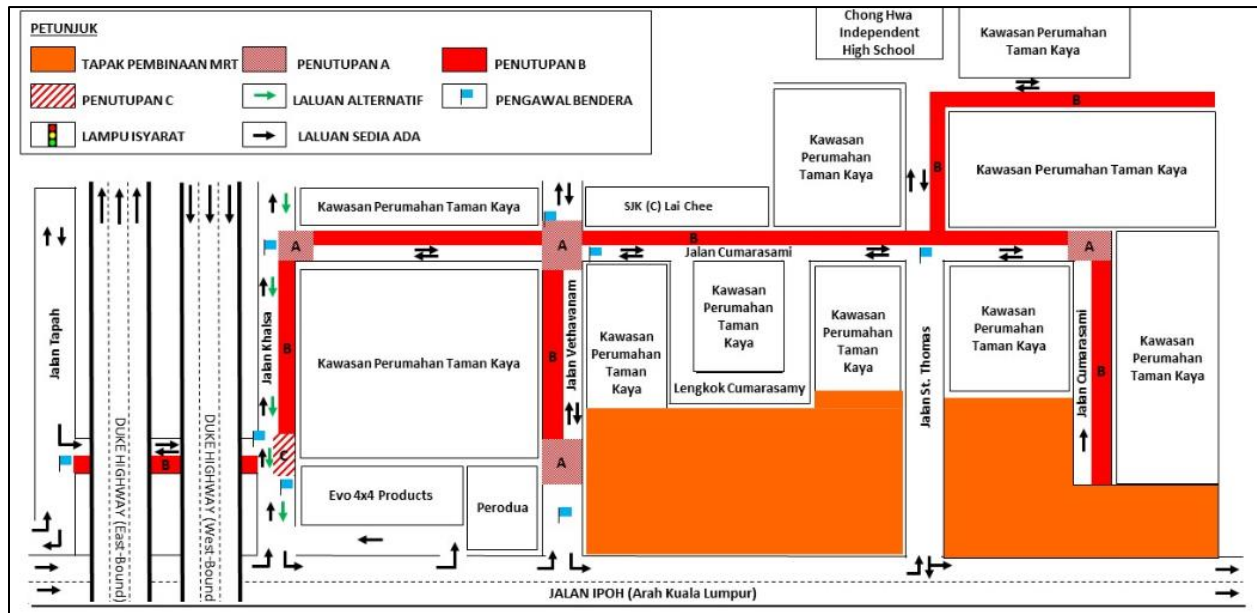 PETUNJUK
TAPAK PEMBINAAN MRT
PENUTUPAN A
PENUTUPAN B
PENUTUPAN C
LALUAN ALTERNATIF
PENGAWAL BENDERA
LAMPU ISYARAT
LALUAN SEDIA ADA
Chong Hwa
Independent
High School
Kawasan Perumahan
Taman Kaya
B
Kawasan
Perumahan
Taman Kaya
B
Kawasan Perumahan Taman Kaya
Kawasan Perumahan Taman Kaya
SJK (C) Lai Chee
A
A
B
Jalan Cumarasami
A
Jalan Tapah
DUKE HIGHWAY (East-Bound)
DUKE HIGHWAY (West-Bound
Jalan Khalsa
B
Kawasan Perumahan Taman Kaya
B
Jalan Vethavanam
Kawasan
Perumahan
Taman
Kaya
Kawasan
Perumahan
Taman
Kaya
Lengkok Cumarasamy
Kawasan
Perumahan
Taman
Kaya
Jalan St. Thomas
Kawasan
Perumahan
Taman Kaya
Jalan Cumarasami
B
Kawasan
Perumahan
Taman Kaya
B
C
A
Evo 4x4 Products
Perodua
JALAN IPOH (Arah Kuala Lumpur)